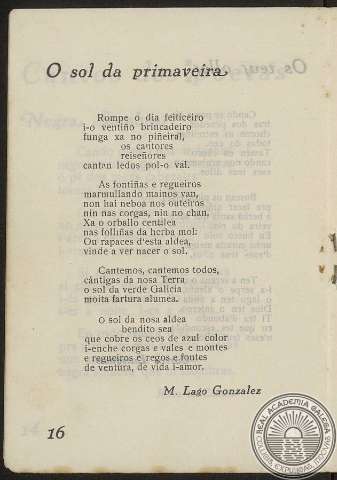 O sol da primaveira
Rompe o dia feiticeiro
i-o ventiño brincadeiro
funga xa no piñeiral,
os cantores
reiseñores
cantan ledos pol-o val.
As fontiñas e regueiros
marmullando mainos van,
non hai neboa nos outeiros
nin nas corgas, nin no chan.
Xa o orballo centilea
nas folliñas da herba mol:
Ou rapaces d'esta aldea,
vinde a ver nacer o sol.
Cantemos, cantemos todos,
cántigas da nosa Terra
o sol da verde Galicia
moita fartura alumea.
O sol da nosa aldea
bendito sea
que cobre os ceos de azul color
i-enche corgas e vales e montes
e regueiros e regos e fontes
de ventura, de vida i-amor.
M. Lago Gonzalez
16
REAL ACADEMIA GALEGA